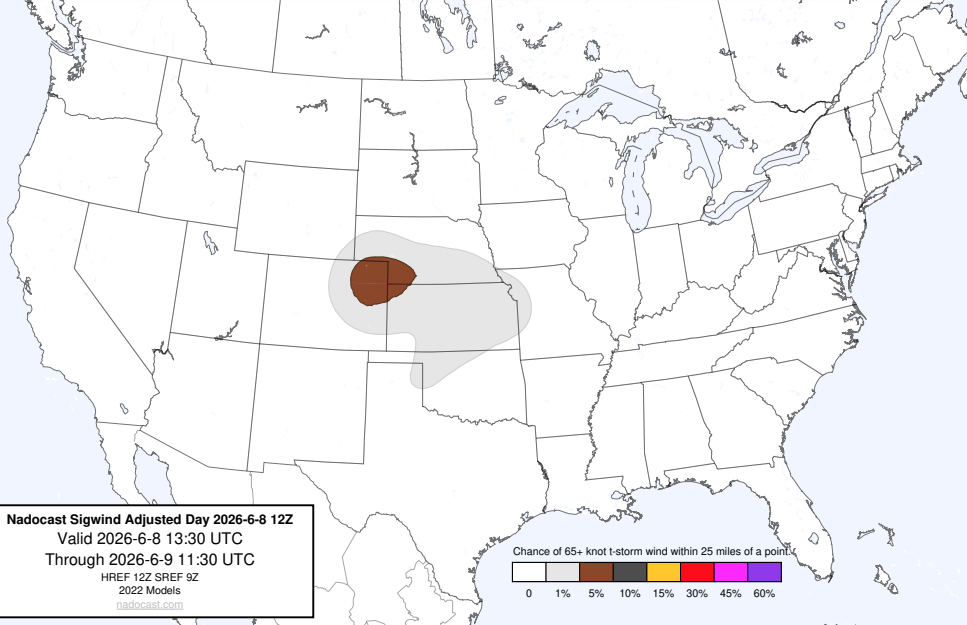 Nadocast Sigwind Adjusted Day 2026-6-8 12Z
Valid 2026-6-8 13:30 UTC
Through 2026-6-9 11:30 UTC
HREF 12Z SREF 9Z
2022 Models
nadocast.com
Chance of 65+ knot t-storm wind within 25 miles of a point.
0 1% 5% 10% 15% 30% 45% 60%